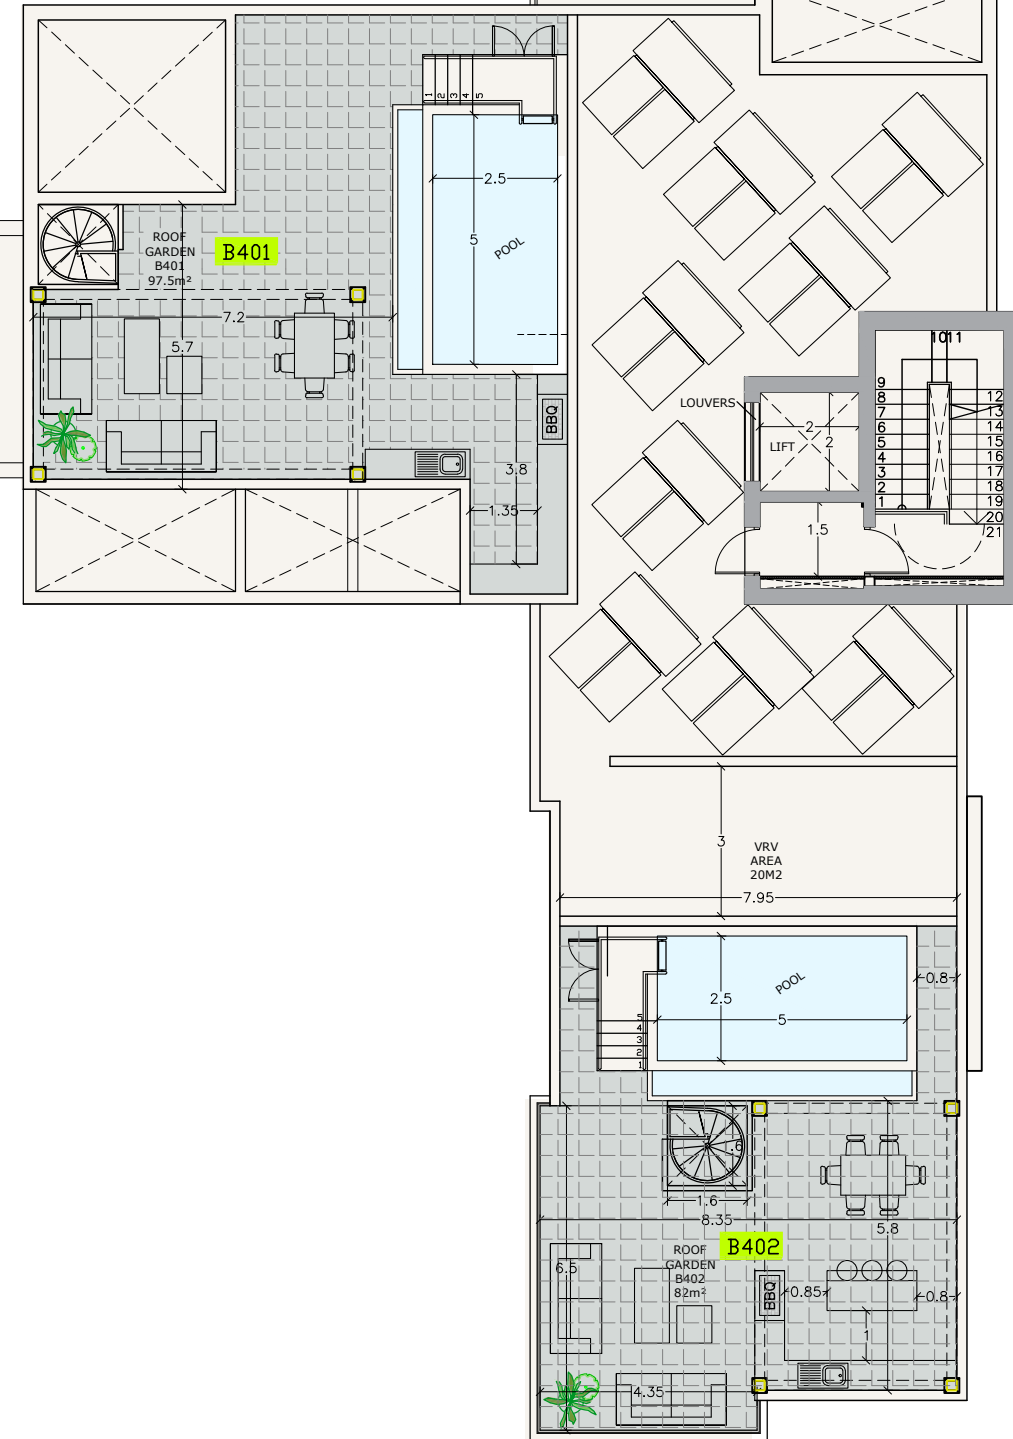 1
2
3
4
5
2.5
5
POOL
ROOF
GARDEN
B401
97.5m²
B401
7.2
5.7
BBQ
3.8
1.35
LOUVERS
2
LIFT
2
1.5
1011
9
8
7
6
5
4
3
2
1
12
13
14
15
16
17
18
19
20
21
3
VRV
AREA
20M2
7.95
POOL
2.5
5
0.8
5
4
3
2
1
.6
1.6
8.35
5.8
ROOF
GARDEN
B402
82m²
B402
6.5
BBQ
0.85
0.8
1
4.35